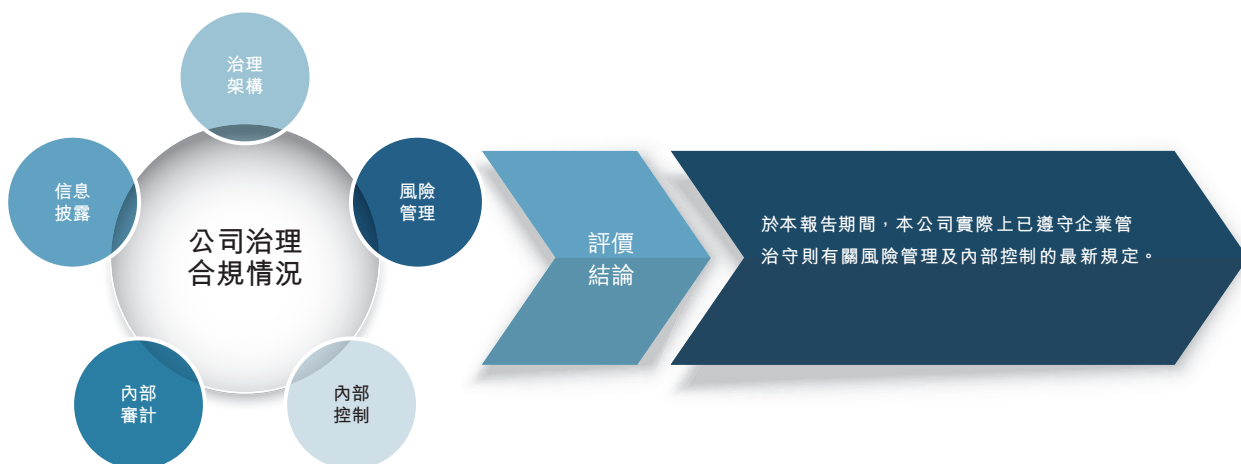 治理
架構
信息
披露
風險
管理
公司治理
合規情況
內部
審計
內部
控制
評價
結論
於本報告期間，本公司實際上已遵守企業管
治守則有關風險管理及內部控制的最新規定。